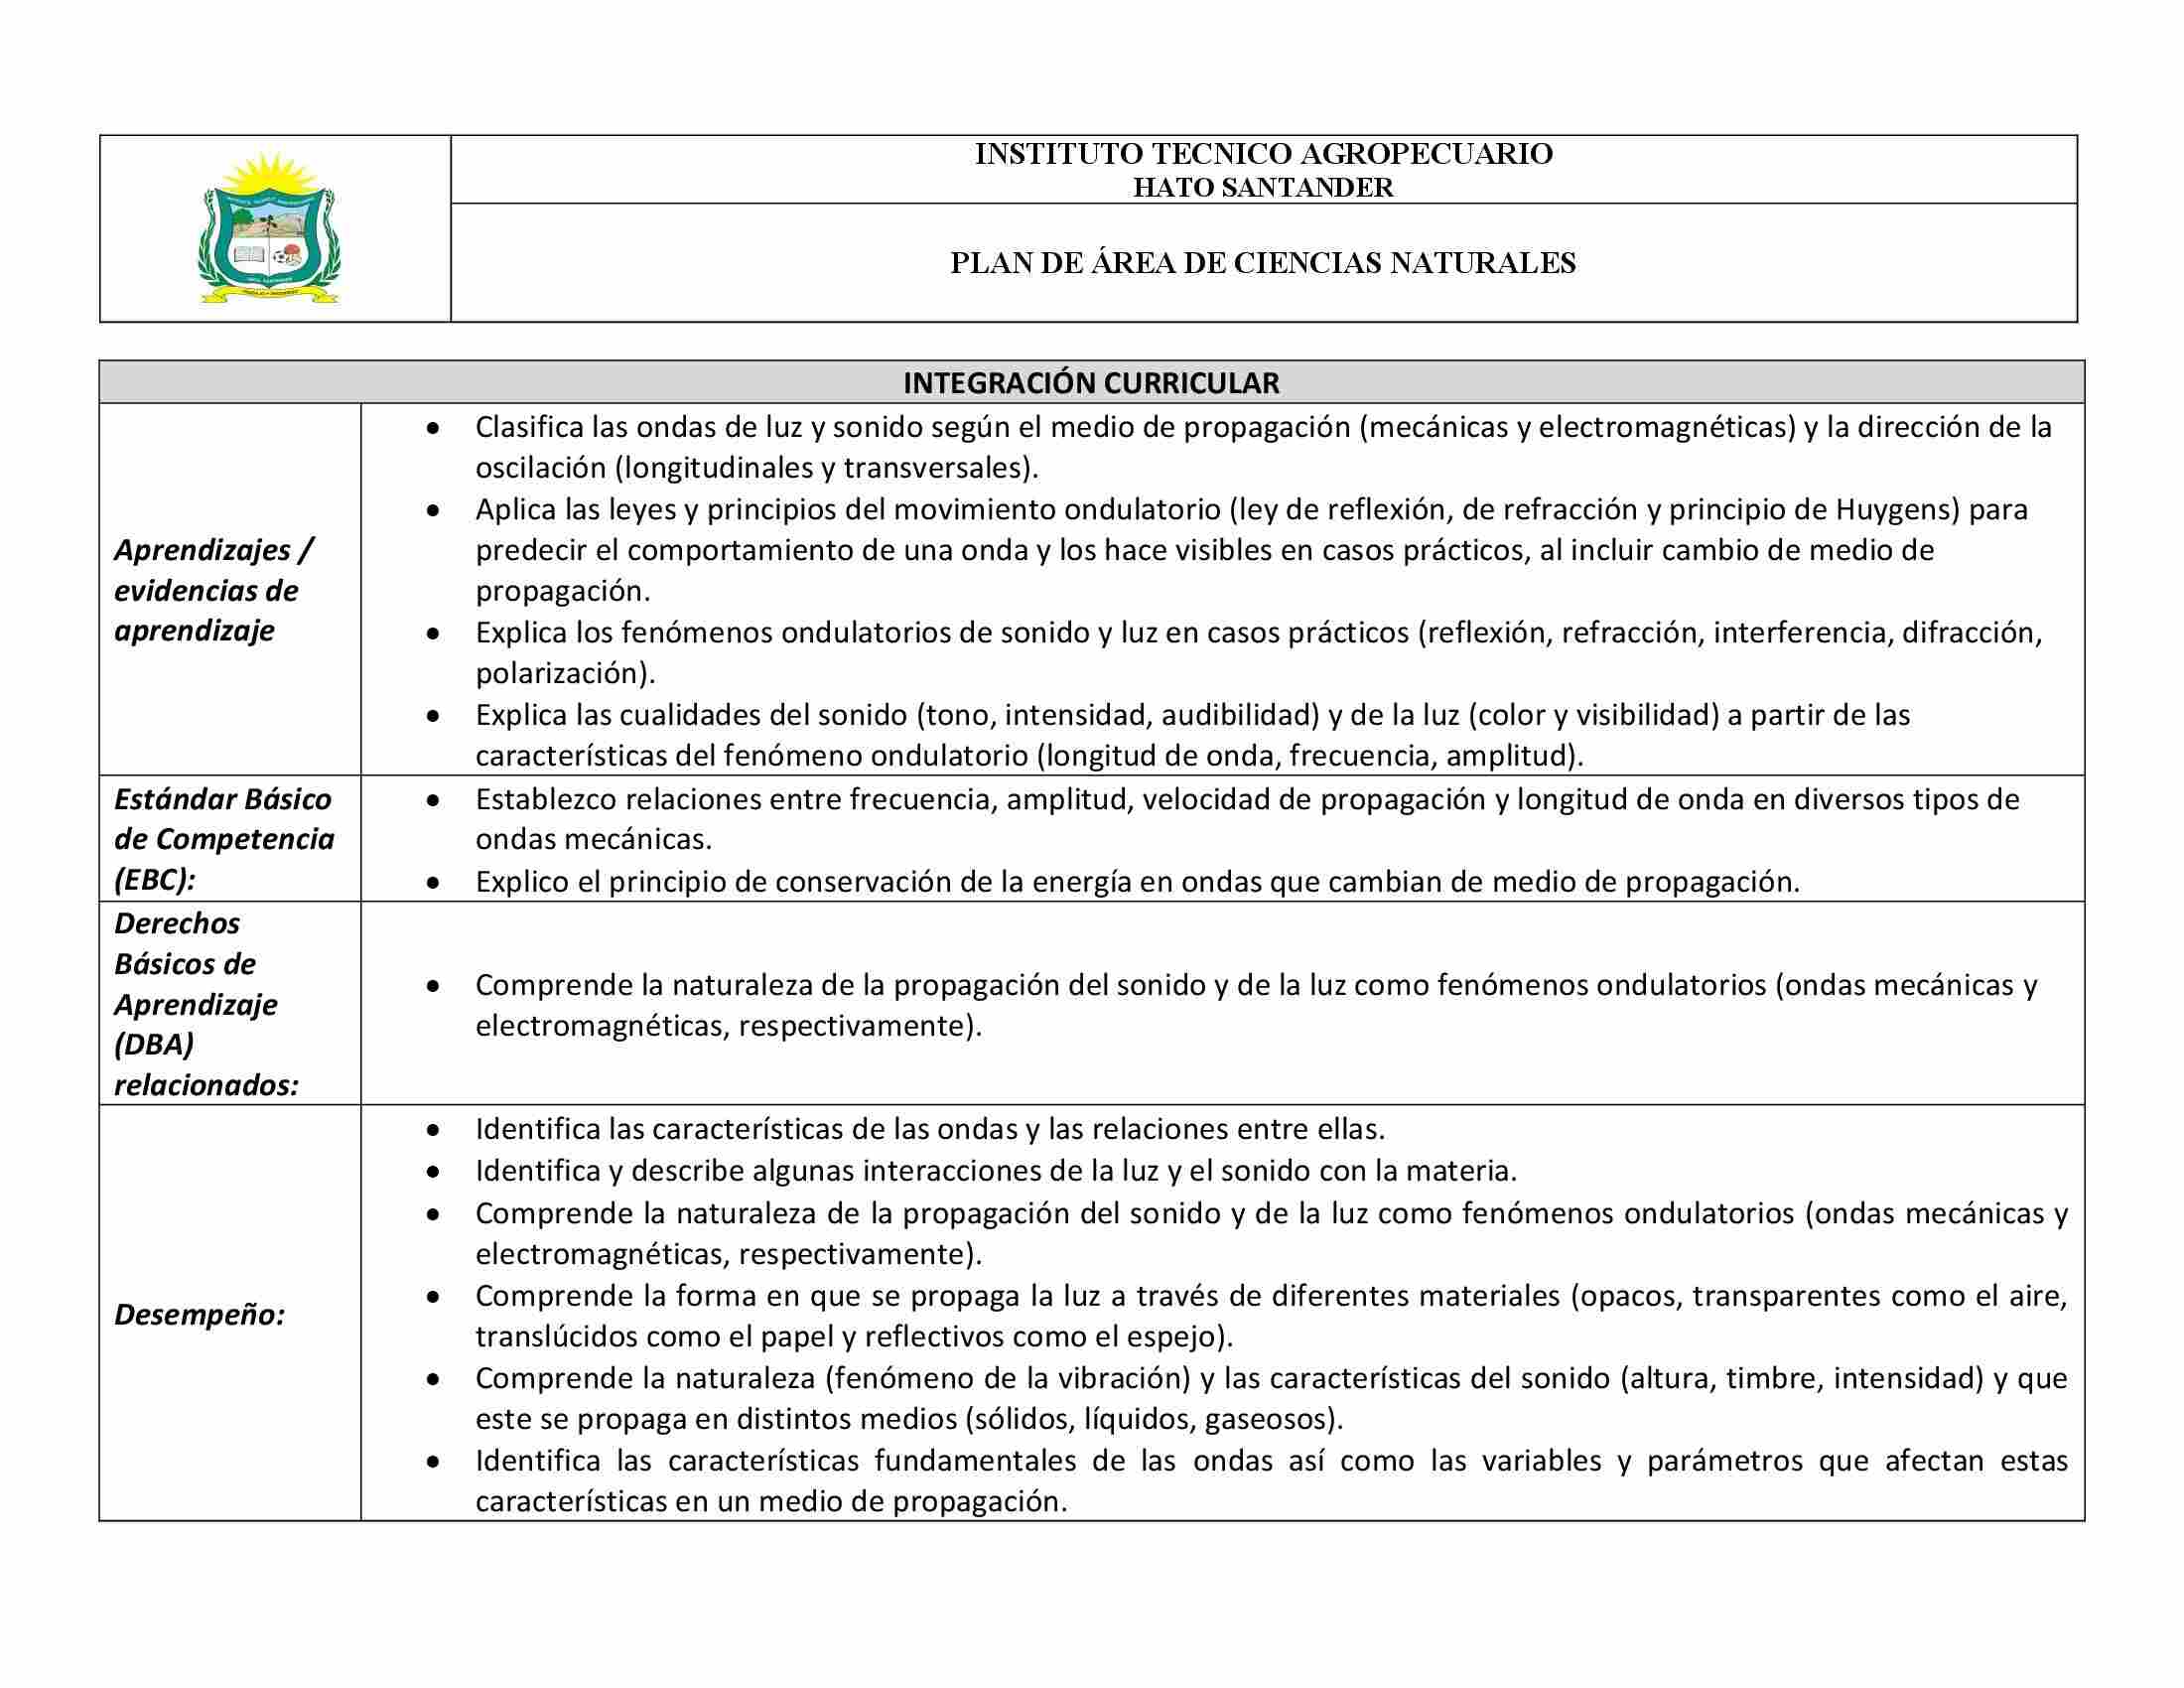 INSTITUTO TECNICO AGROPECUARIO
HATO SANTANDER
PLAN DE ÁREA DE CIENCIAS NATURALES
INTEGRACIÓN CURRICULAR
Aprendizajes /
evidencias de
aprendizaje
• Clasifica las ondas de luz y sonido según el medio de propagación (mecánicas y electromagnéticas) y la dirección de la
oscilación (longitudinales y transversales).
• Aplica las leyes y principios del movimiento ondulatorio (ley de reflexión, de refracción y principio de Huygens) para
predecir el comportamiento de una onda y los hace visibles en casos prácticos, al incluir cambio de medio de
propagación.
• Explica los fenómenos ondulatorios de sonido y luz en casos prácticos (reflexión, refracción, interferencia, difracción,
polarización).
• Explica las cualidades del sonido (tono, intensidad, audibilidad) y de la luz (color y visibilidad) a partir de las
características del fenómeno ondulatorio (longitud de onda, frecuencia, amplitud).
Estándar Básico
de Competencia
(EBC):
• Establezco relaciones entre frecuencia, amplitud, velocidad de propagación y longitud de onda en diversos tipos de
ondas mecánicas.
• Explico el principio de conservación de la energía en ondas que cambian de medio de propagación.
Derechos
Básicos de
Aprendizaje
(DBA)
relacionados:
• Comprende la naturaleza de la propagación del sonido y de la luz como fenómenos ondulatorios (ondas mecánicas y
electromagnéticas, respectivamente).
Desempeño:
• Identifica las características de las ondas y las relaciones entre ellas.
• Identifica y describe algunas interacciones de la luz y el sonido con la materia.
• Comprende la naturaleza de la propagación del sonido y de la luz como fenómenos ondulatorios (ondas mecánicas y
electromagnéticas, respectivamente).
• Comprende la forma en que se propaga la luz a través de diferentes materiales (opacos, transparentes como el aire,
translúcidos como el papel y reflectivos como el espejo).
• Comprende la naturaleza (fenómeno de la vibración) y las características del sonido (altura, timbre, intensidad) y que
este se propaga en distintos medios (sólidos, líquidos, gaseosos).
• Identifica las características fundamentales de las ondas así como las variables y parámetros que afectan estas
características en un medio de propagación.